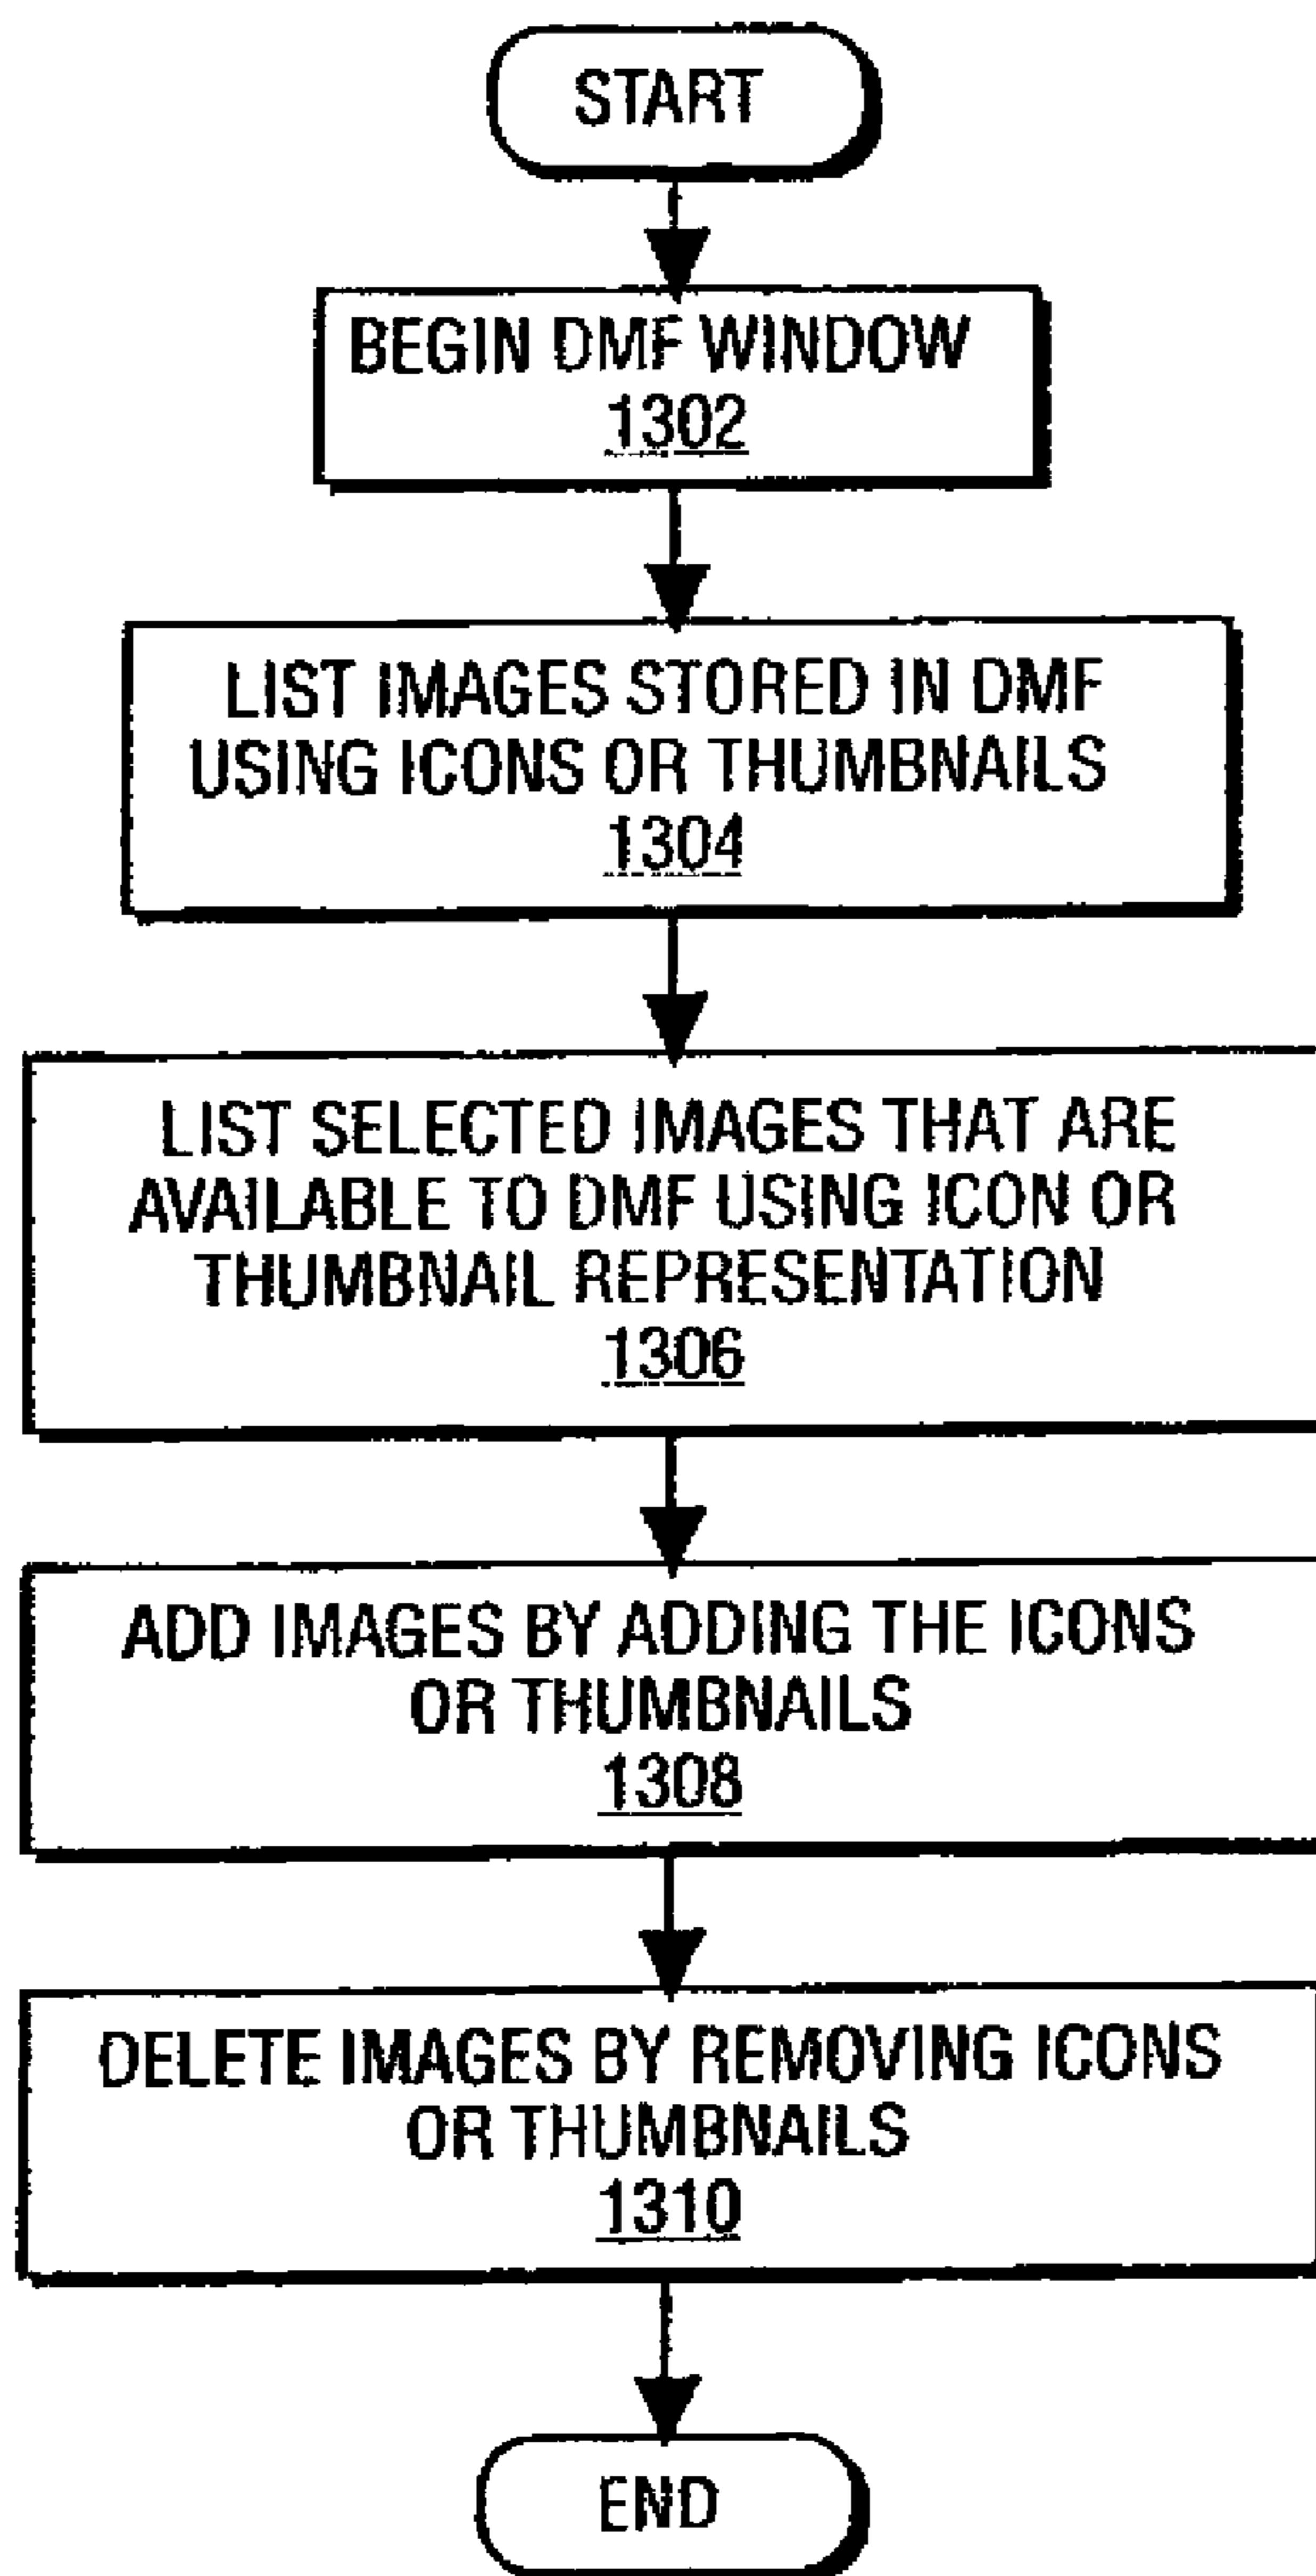 START
BEGIN DMF WINDOW
1302
LIST IMAGES STORED IN DMF
USING ICONS OR THUMBNAILS
1304
LIST SELECTED IMAGES THAT ARE
AVAILABLE TO DMF USING ICON OR
THUMBNAIL REPRESENTATION
1306
ADD IMAGES BY ADDING THE ICONS
OR THUMBNAILS
1308
DELETE IMAGES BY REMOVING ICONS
OR THUMBNAILS
1310
END